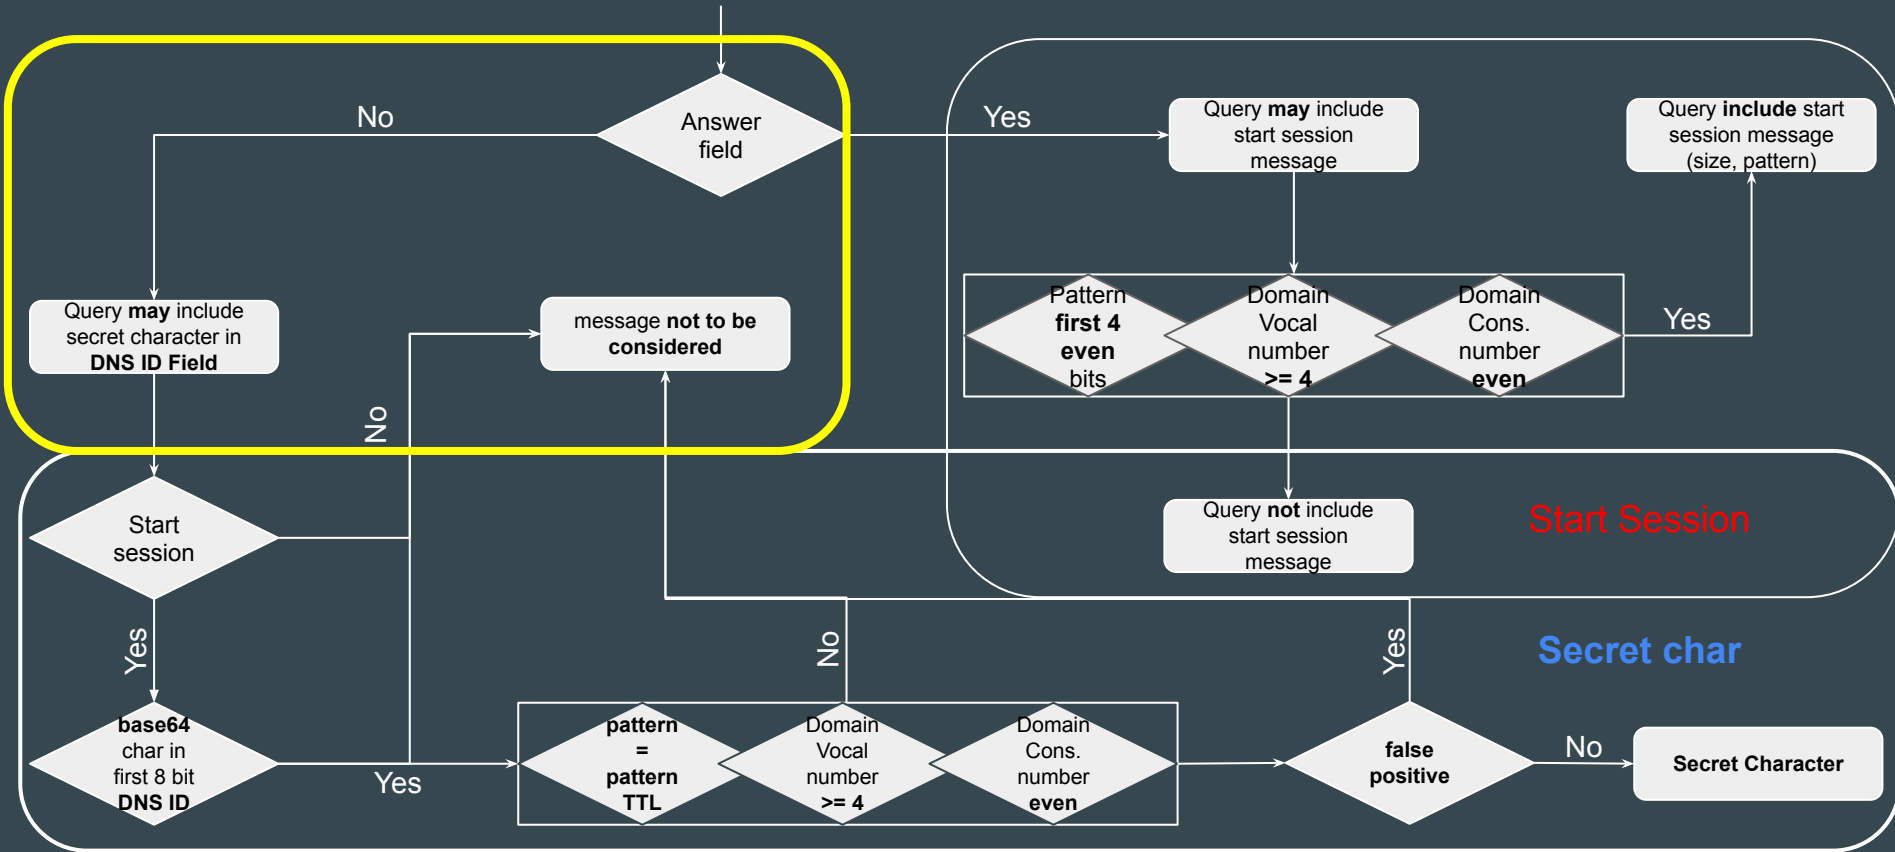 No
Answer
field
Yes
Query may include
start session
message
Query include start
session message
(size, pattern)
Query may include
secret character in
DNS ID Field
message not to be
considered
Pattern
first 4
even
bits
Domain
Vocal
number
>= 4
Domain
Cons.
number
even
Yes
No
Start
session
Query not include
start session
message
Start Session
Yes
No
Yes
Secret char
base64
char in
first 8 bit
DNS ID
Yes
pattern
=
pattern
TTL
Domain
Vocal
number
>= 4
Domain
Cons.
number
even
false
positive
No
Secret Character